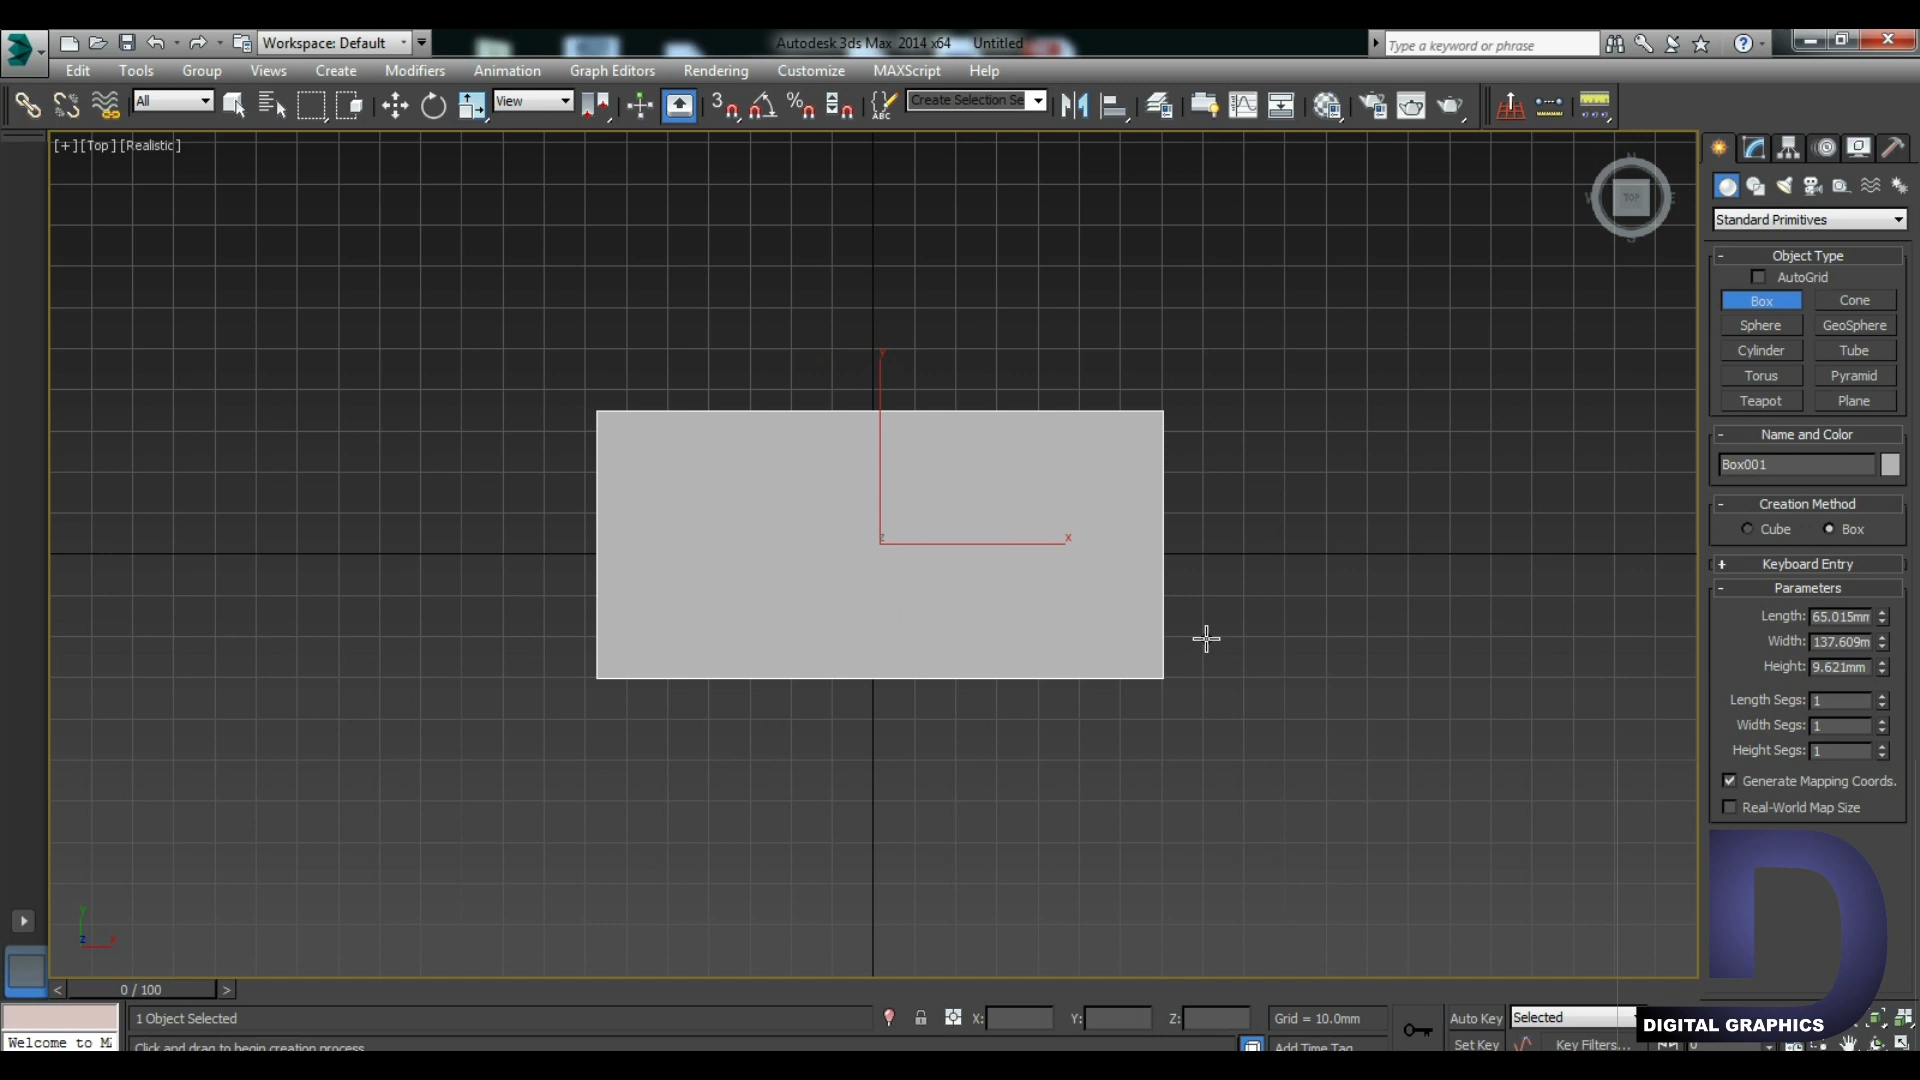 Workspace: Default
Autodesk 3ds Max 2014 x64 Untitled
Type a keyword or phrase
Edit Tools Group Views Create Modifiers Animation Graph Editors Rendering Customize MAXScript Help
All
View
3
%
ABC
Create Selection Se
[+][Top][Realistic]
N
TOP
S
Standard Primitives
- Object Type
AutoGrid
Box Cone
Sphere GeoSphere
Cylinder Tube
Torus Pyramid
Teapot Plane
- Name and Color
Box001
- Creation Method
Cube Box
+ Keyboard Entry
- Parameters
Length: 65.015mm
Width: 137.609m
Height: 9.621mm
Length Segs: 1
Width Segs: 1
Height Segs: 1
Generate Mapping Coords.
Real-World Map Size
y
z
x
y
z
x
< 0 / 100 >
1 Object Selected
X:
Y:
Z:
Grid = 10.0mm
Auto Key
Selected
DIGITAL GRAPHICS
Welcome to M
Click and drag to begin creation process
Add Time Tag
Set Key
Key Filters...
0